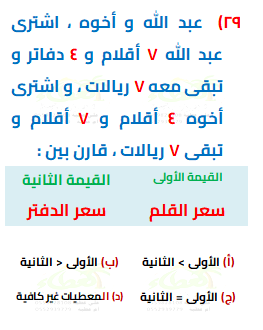 ٢٩) عبد الله و أخوه ، اشترى
عبد الله ٧ أقلام و ٤ دفاتر و
تبقى معه ٧ ريالات ، و اشترى
أخوه ٤ أقلام و ٧ أقلام و
تبقى ٧ ريالات ، قارن بين :
القيمة الأولى القيمة الثانية
سعر القلم سعر الدفتر
(أ) الأولى > الثانية (ب) الأولى < الثانية
(ج) الأولى = الثانية (د) المعطيات غير كافية